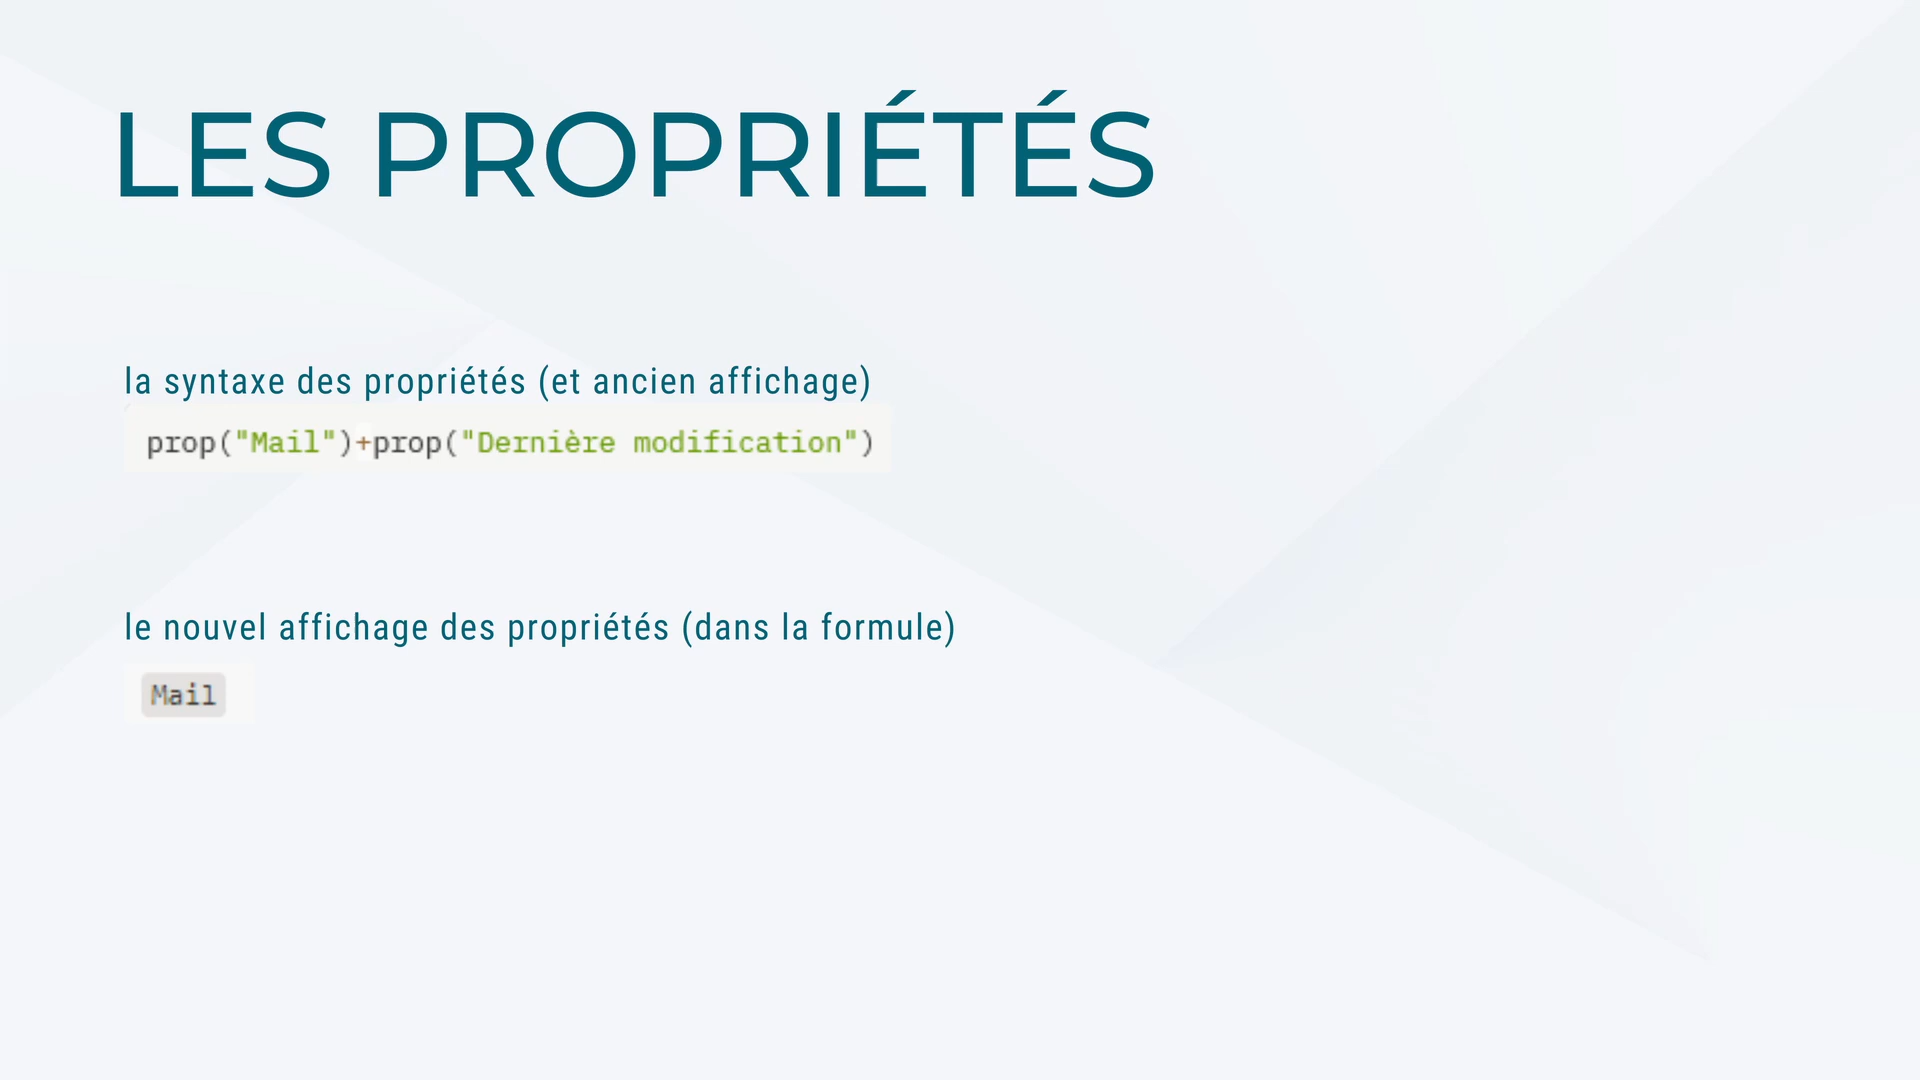 LES PROPRIÉTÉS
la syntaxe des propriétés (et ancien affichage)
prop("Mail")+prop("Dernière modification")
le nouvel affichage des propriétés (dans la formule)
Mail